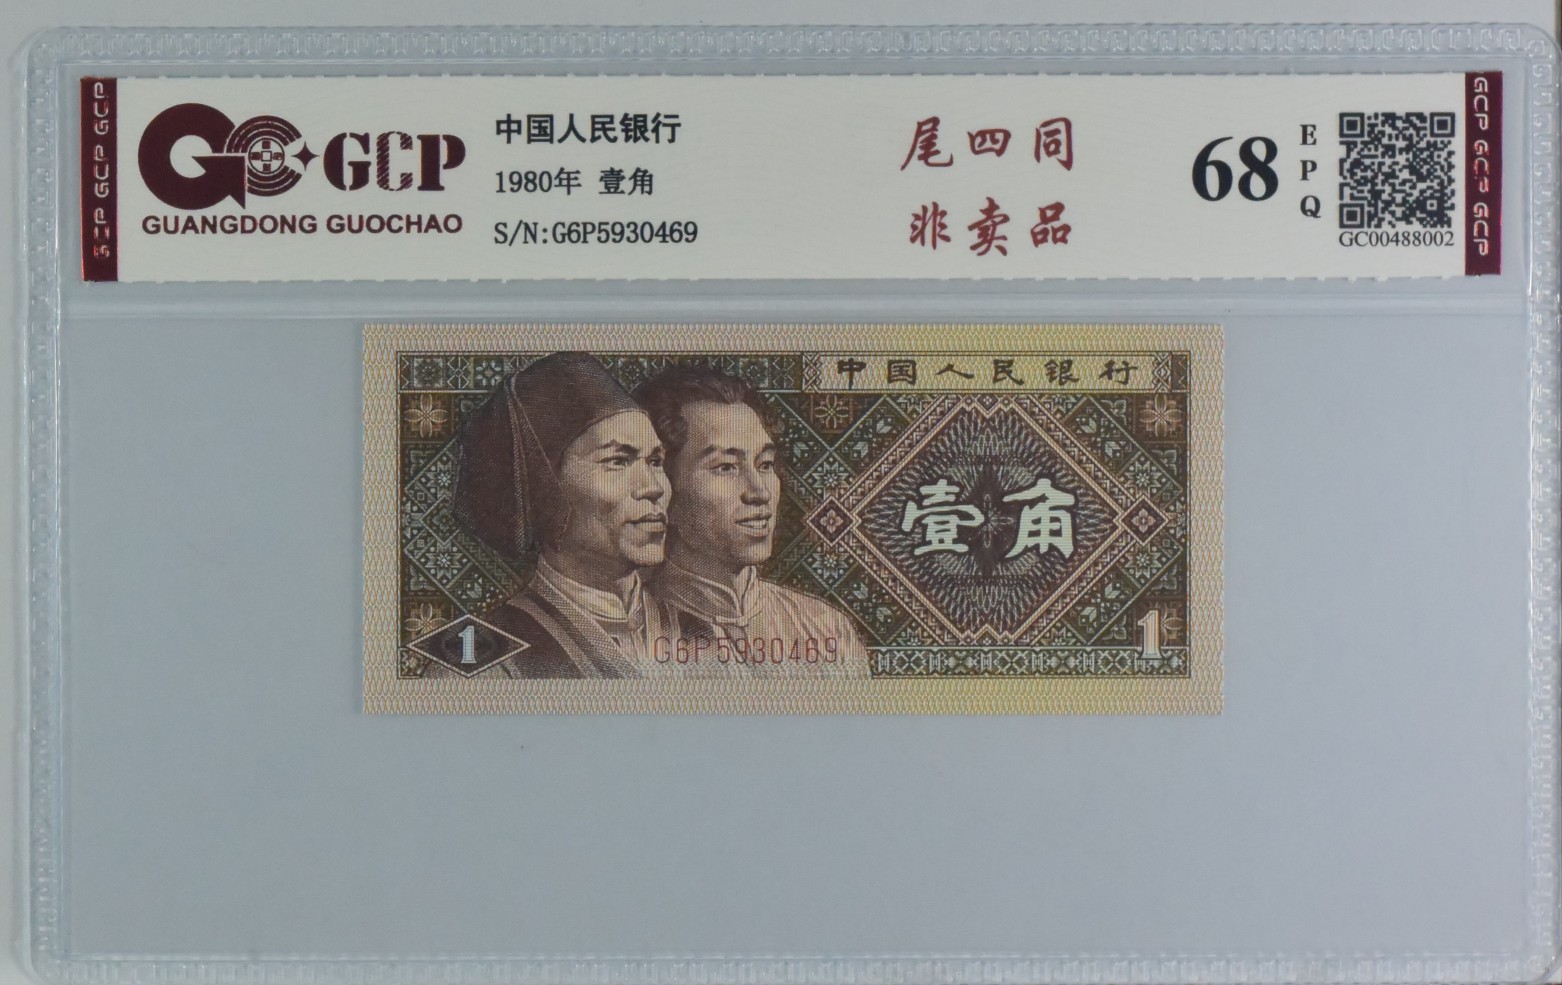 GCP
GUANGDONG GUOCHAO
中国人民银行
1980年 壹角
S/N:G6P5930469
尾四同
非卖品
68
EPQ
GC00488002
GCP GCP GCP
GCP GCP GCP
中国人民银行
壹角
1
G6P5930469
1